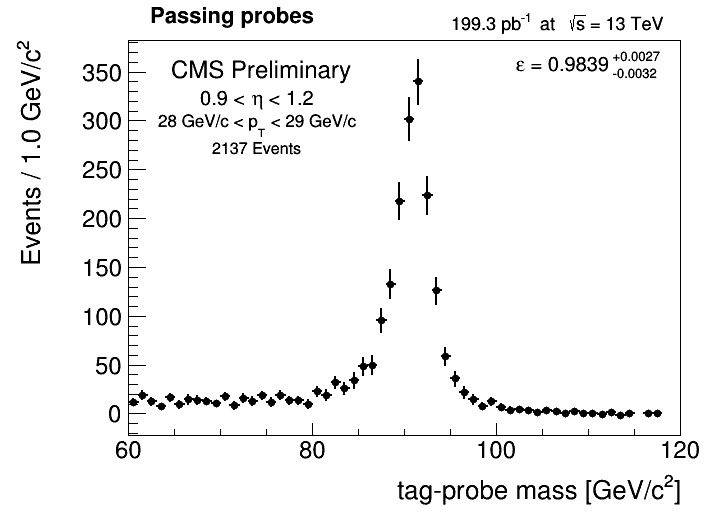 Passing probes
199.3 pb⁻¹ at √s = 13 TeV
CMS Preliminary
0.9 < η < 1.2
28 GeV/c < p_T < 29 GeV/c
2137 Events
ε = 0.9839 +0.0027 -0.0032
Events / 1.0 GeV/c²
350
300
250
200
150
100
50
0
60 80 100 120
tag-probe mass [GeV/c²]